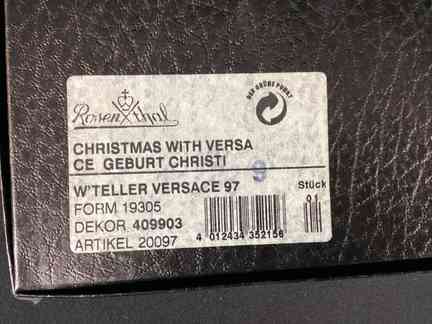 Rosenthal
DER GRÜNE PUNKT
CHRISTMAS WITH VERSA
CE GEBURT CHRISTI
9
W'TELLER VERSACE 97
Stück
FORM 19305
01
DEKOR 409903
ARTIKEL 20097
4 012434 352156